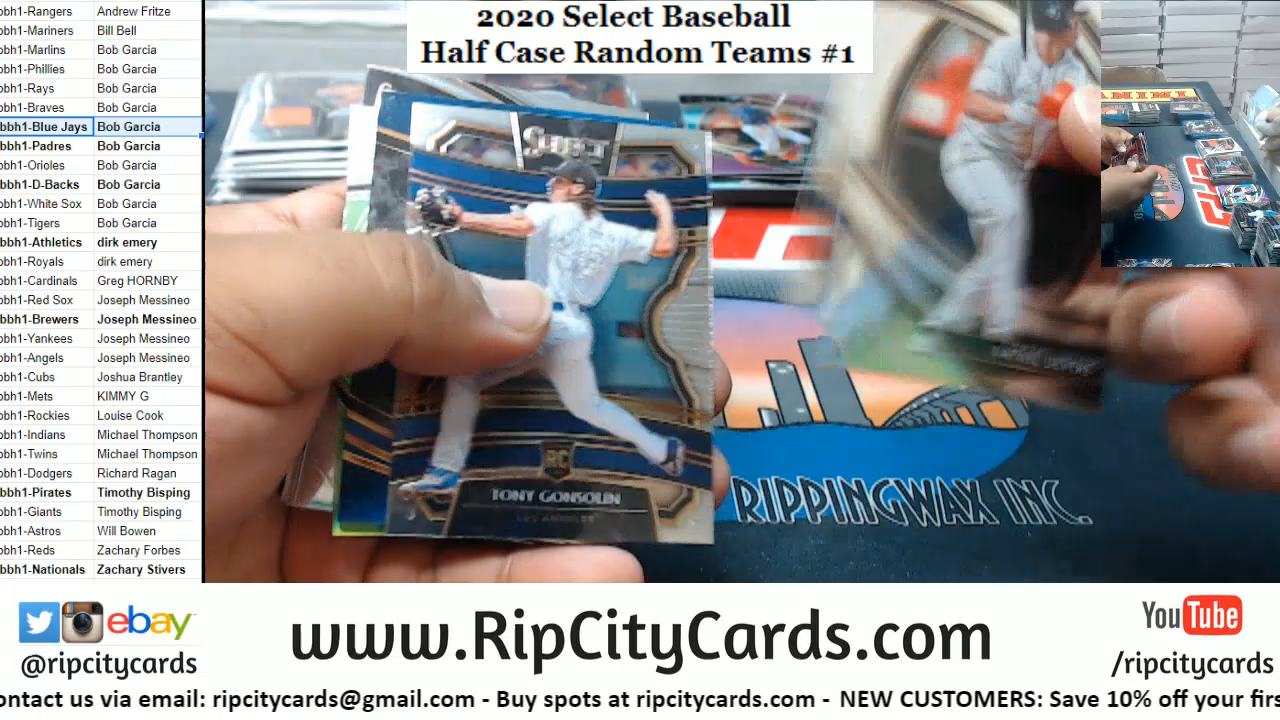 bbh1-Rangers Andrew Fritze
bbh1-Mariners Bill Bell
bbh1-Marlins Bob Garcia
bbh1-Phillies Bob Garcia
bbh1-Rays Bob Garcia
bbh1-Braves Bob Garcia
bbh1-Blue Jays Bob Garcia
bbh1-Padres Bob Garcia
bbh1-Orioles Bob Garcia
bbh1-D-Backs Bob Garcia
bbh1-White Sox Bob Garcia
bbh1-Tigers Bob Garcia
bbh1-Athletics dirk emery
bbh1-Royals dirk emery
bbh1-Cardinals Greg HORNBY
bbh1-Red Sox Joseph Messineo
bbh1-Brewers Joseph Messineo
bbh1-Yankees Joseph Messineo
bbh1-Angels Joseph Messineo
bbh1-Cubs Joshua Brantley
bbh1-Mets KIMMY G
bbh1-Rockies Louise Cook
bbh1-Indians Michael Thompson
bbh1-Twins Michael Thompson
bbh1-Dodgers Richard Ragan
bbh1-Pirates Timothy Bisping
bbh1-Giants Timothy Bisping
bbh1-Astros Will Bowen
bbh1-Reds Zachary Forbes
bbh1-Nationals Zachary Stivers
2020 Select Baseball
Half Case Random Teams #1
Select
RC
TONY GONSOLIN
LOS ANGELES
RIPPINGWAX INC.
ebay
@ripcitycards
www.RipCityCards.com
YouTube
/ripcitycards
ontact us via email: ripcitycards@gmail.com - Buy spots at ripcitycards.com - NEW CUSTOMERS: Save 10% off your firs